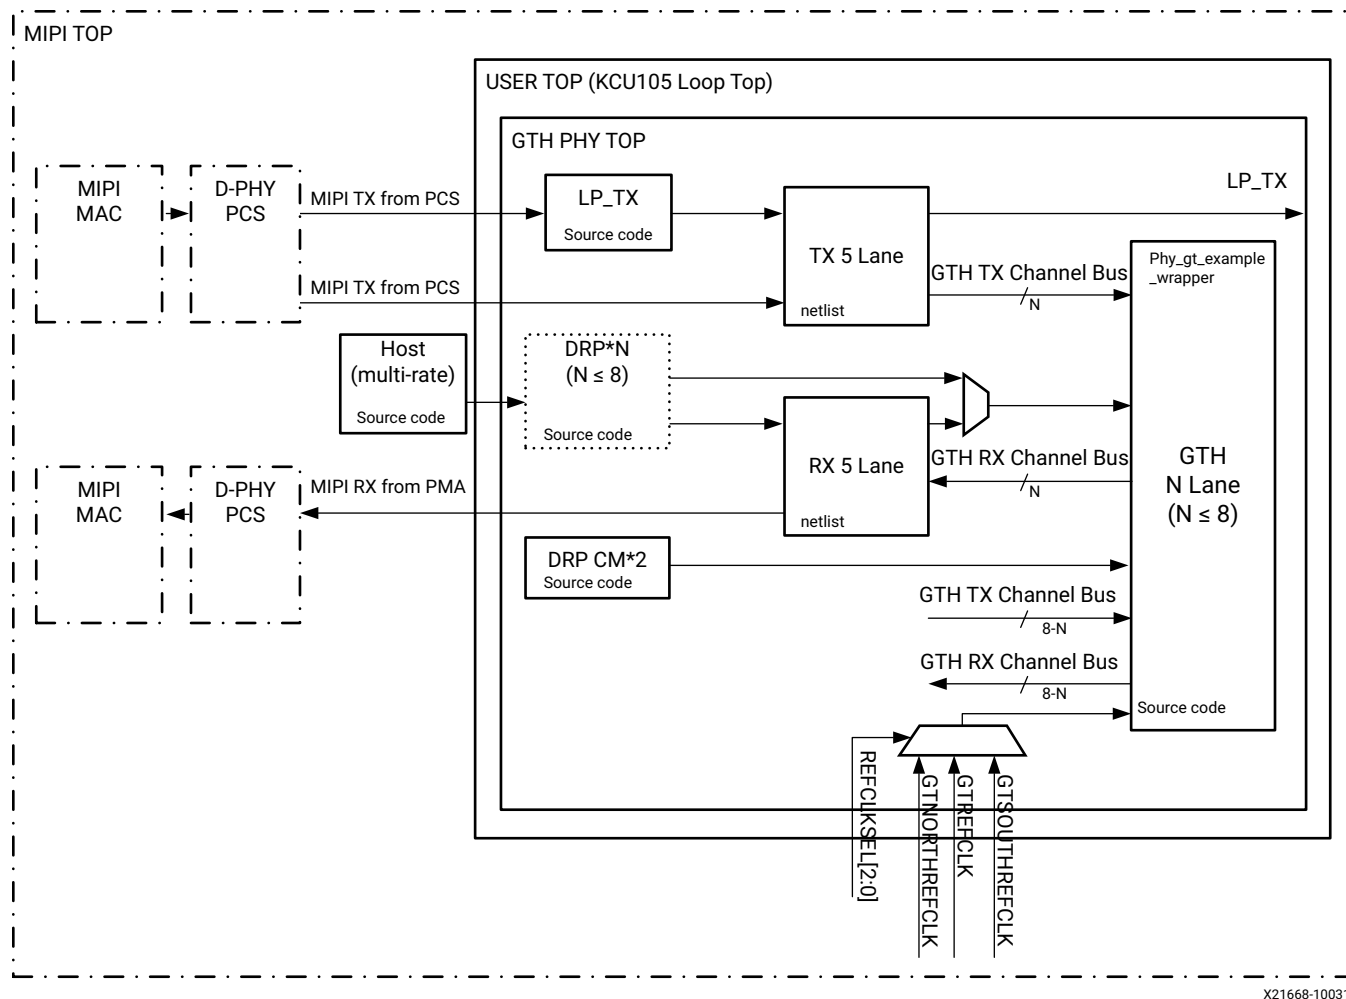 MIPI TOP
USER TOP (KCU105 Loop Top)
GTH PHY TOP
MIPI
MAC
D-PHY
PCS
MIPI TX from PCS
LP_TX
Source code
LP_TX
TX 5 Lane
netlist
Phy_gt_example
_wrapper
GTH TX Channel Bus
N
MIPI TX from PCS
Host
(multi-rate)
Source code
DRP*N
(N ≤ 8)
Source code
RX 5 Lane
netlist
GTH RX Channel Bus
N
GTH
N Lane
(N ≤ 8)
MIPI
MAC
D-PHY
PCS
MIPI RX from PMA
DRP CM*2
Source code
GTH TX Channel Bus
8-N
GTH RX Channel Bus
8-N
Source code
REFCLKSEL[2:0]
GTNORTHREFCLK
GTREFCLK
GTSOUTHREFCLK
X21668-10031